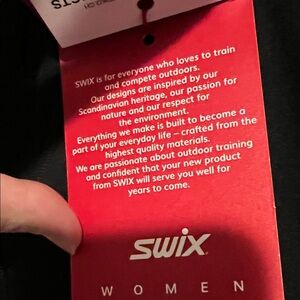 CTS
SWIX is for everyone who loves to train
and compete outdoors.
Our designs are inspired by our
Scandinavian heritage, our passion for
nature and our respect for
the environment.
Everything we make is built to become a
part of your everyday life – crafted from the
highest quality materials.
We are passionate about outdoor training
and confident that your new product
from SWIX will serve you well for
years to come.
SWIX
WOMEN